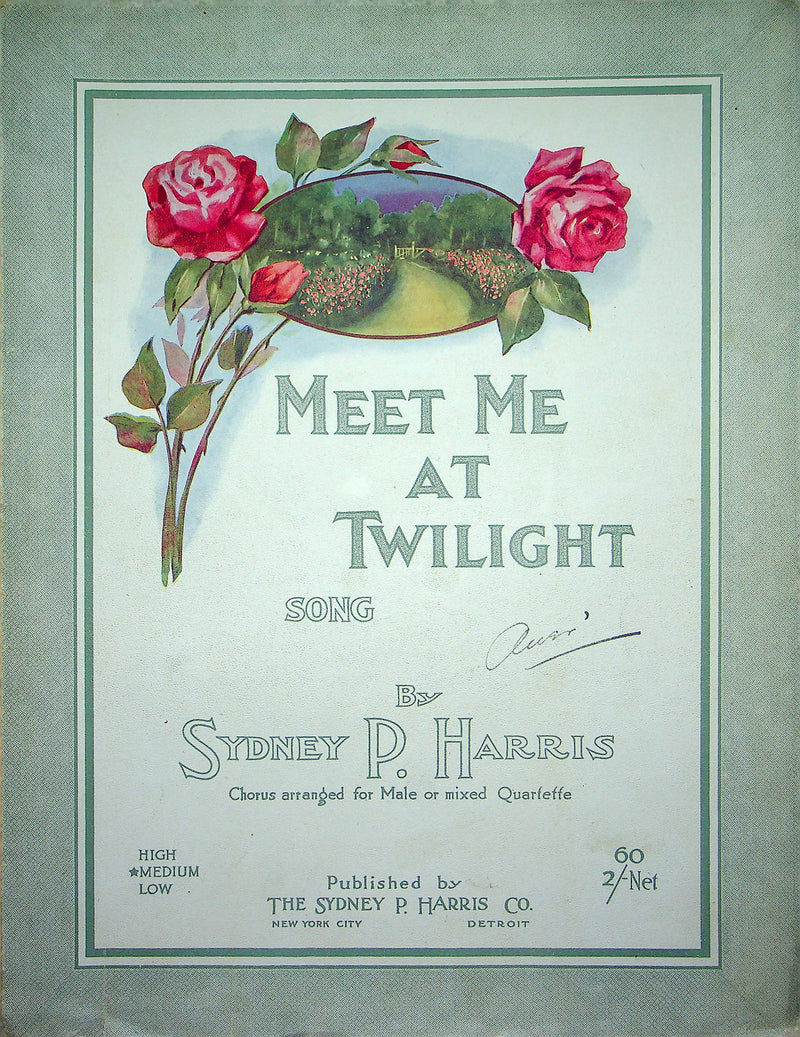 MEET ME
AT
TWILIGHT
SONG
By
SYDNEY P. HARRIS
Chorus arranged for Male or mixed Quartette
HIGH
★MEDIUM
LOW
60
2/-Net
Published by
THE SYDNEY P. HARRIS CO.
NEW YORK CITY DETROIT